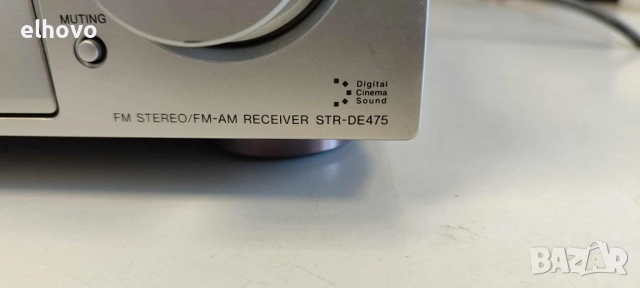 elhovo
MUTING
Digital
Cinema
Sound
FM STEREO/FM-AM RECEIVER STR-DE475
BAZAR